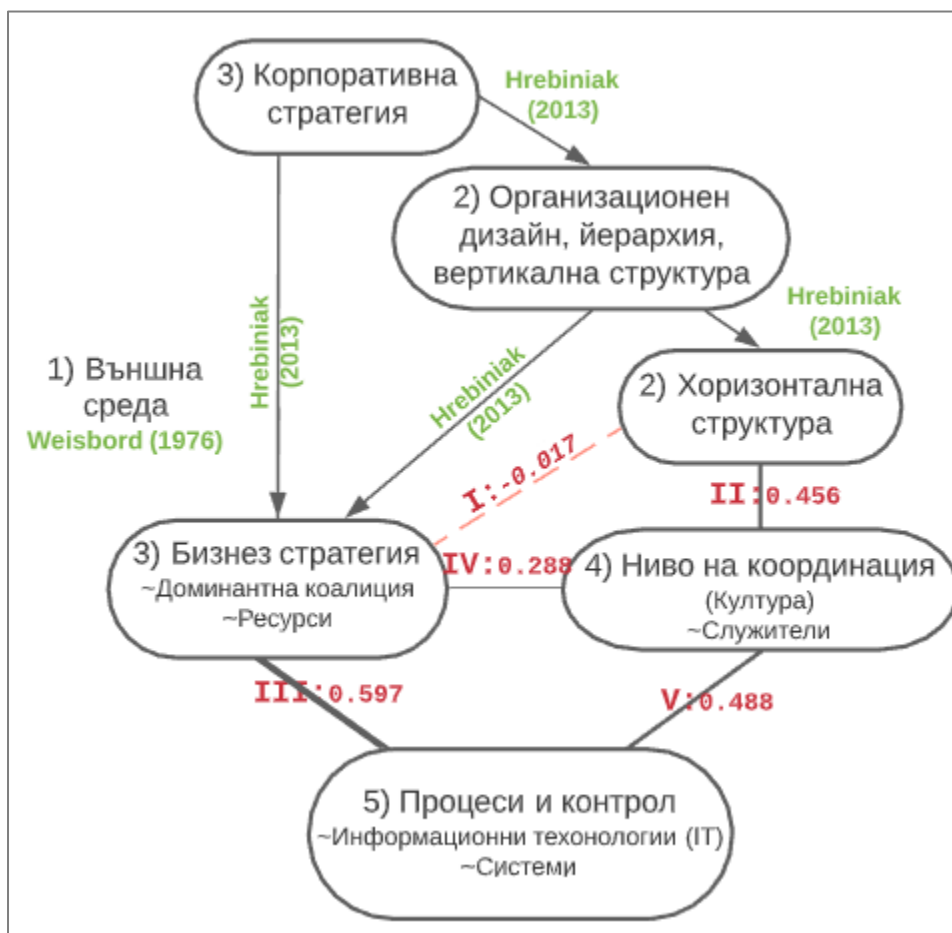 3) Корпоративна
стратегия
Hrebiniak
(2013)
2) Организационен
дизайн, йерархия,
вертикална структура
Hrebiniak
(2013)
Hrebiniak
(2013)
Hrebiniak
(2013)
1) Външна
среда
Weisbord (1976)
2) Хоризонтална
структура
I:-0.017
II:0.456
3) Бизнез стратегия
~Доминантна коалиция
~Ресурси
IV:0.288
4) Ниво на координация
(Култура)
~Служители
III:0.597
V:0.488
5) Процеси и контрол
~Информационни техонологии (IT)
~Системи